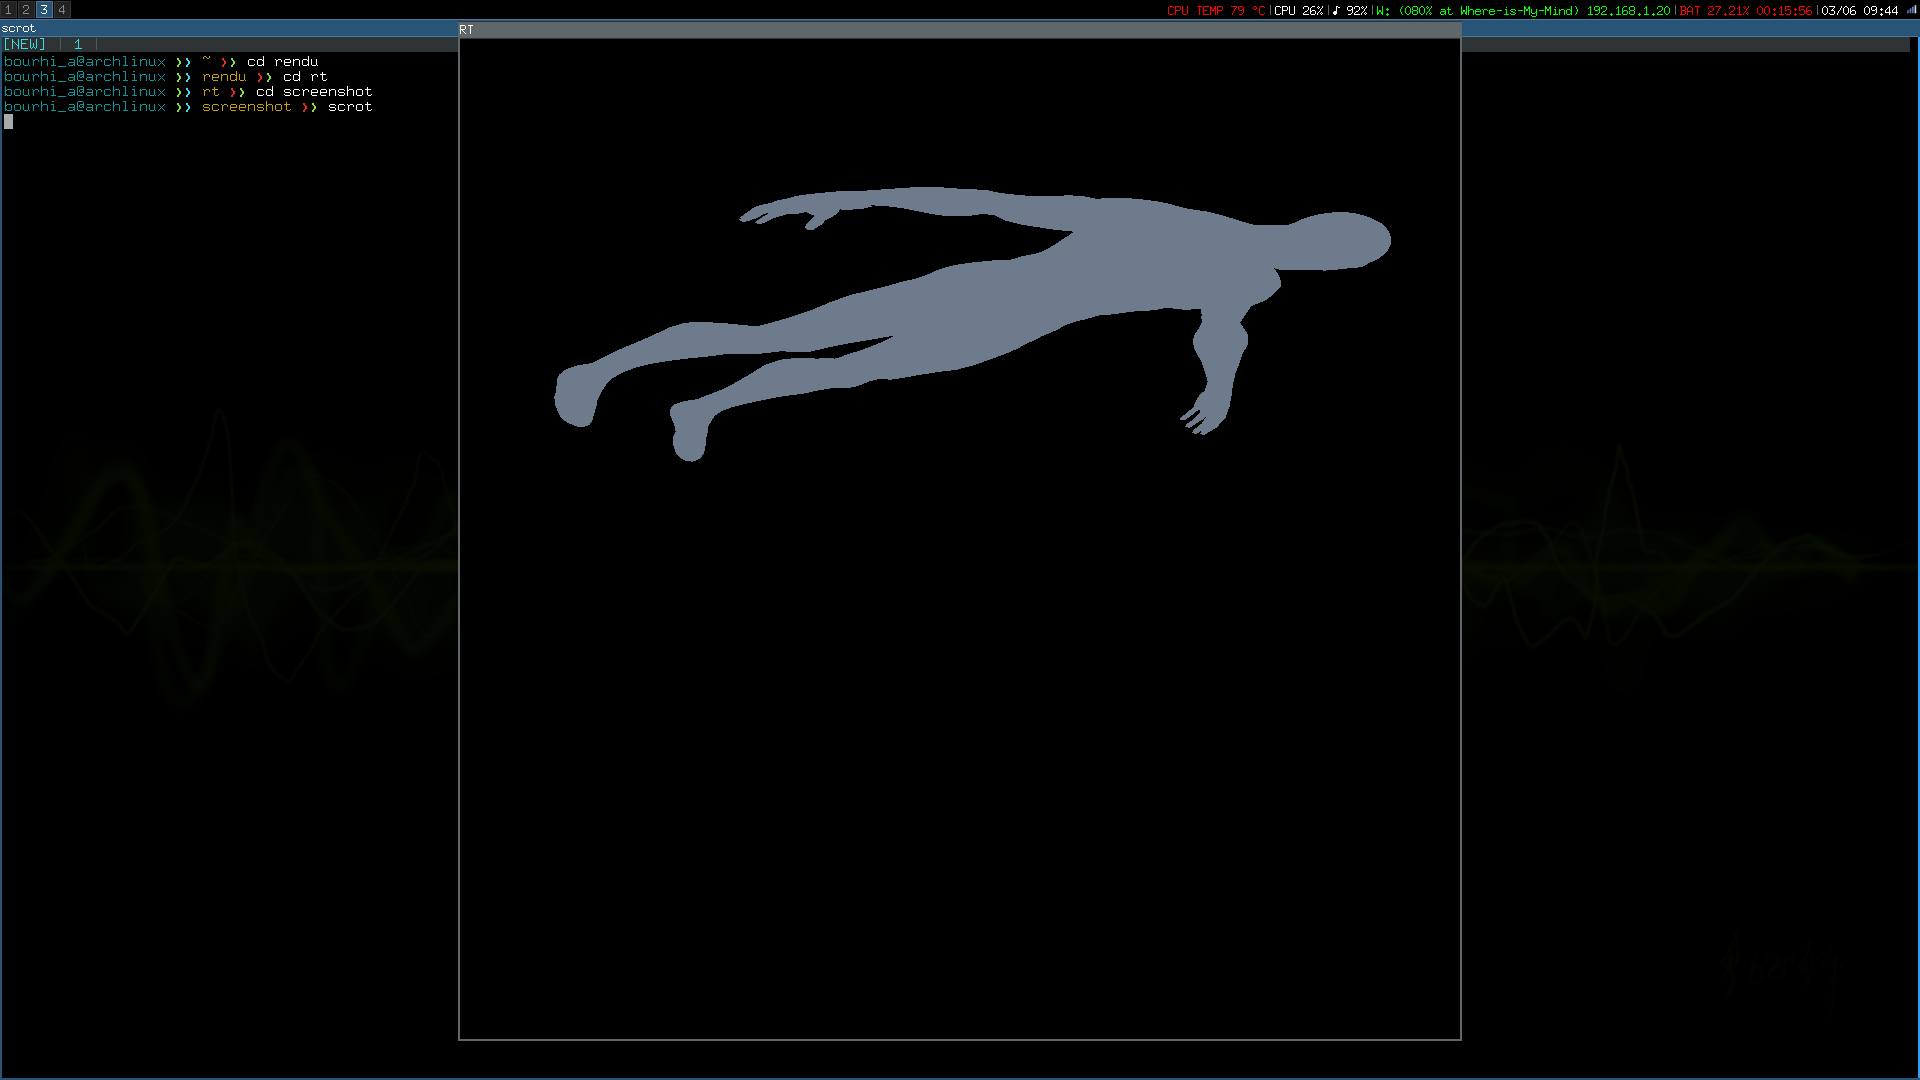 1 2 3 4
CPU TEMP 79 °C|CPU 26%|♪ 92%|W: (080% at Where-is-My-Mind) 192.168.1.20|BAT 27.21% 00:15:56|03/06 09:44
scrot
RT
[NEW] | 1 |
bourhi_a@archlinux ❯❯ ~ ❯❯ cd rendu
bourhi_a@archlinux ❯❯ rendu ❯❯ cd rt
bourhi_a@archlinux ❯❯ rt ❯❯ cd screenshot
bourhi_a@archlinux ❯❯ screenshot ❯❯ scrot